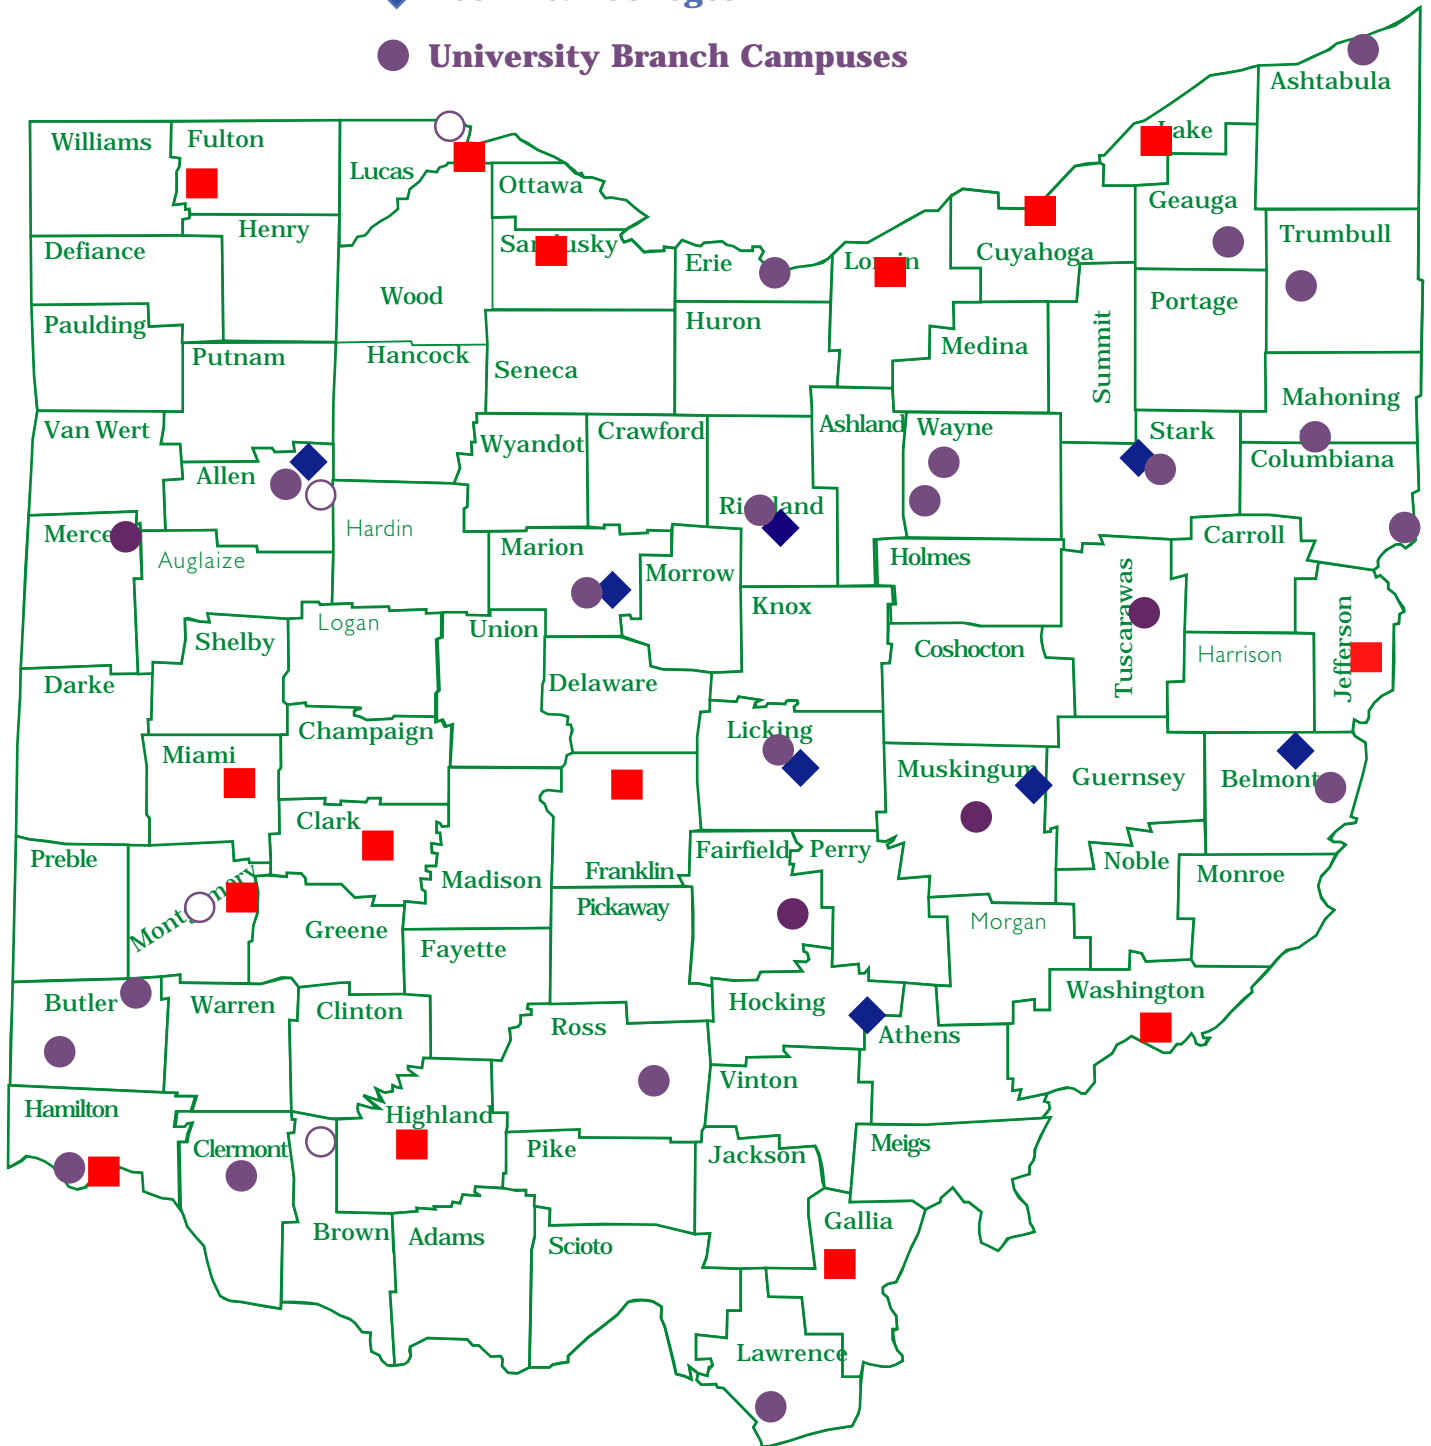 University Branch Campuses
Ashtabula
Lake
Williams
Fulton
Lucas
Ottawa
Geauga
Henry
Trumbull
Defiance
Sandusky
Erie
Lorain
Cuyahoga
Wood
Portage
Paulding
Huron
Medina
Summit
Putnam
Hancock
Seneca
Mahoning
Van Wert
Wyandot
Crawford
Ashland
Wayne
Stark
Columbiana
Allen
Richland
Hardin
Mercer
Auglaize
Marion
Morrow
Holmes
Carroll
Knox
Tuscarawas
Logan
Union
Shelby
Coshocton
Harrison
Jefferson
Darke
Delaware
Champaign
Licking
Miami
Muskingum
Guernsey
Belmont
Clark
Preble
Montgomery
Madison
Franklin
Fairfield
Perry
Noble
Monroe
Pickaway
Greene
Morgan
Fayette
Butler
Warren
Clinton
Ross
Hocking
Washington
Athens
Vinton
Hamilton
Highland
Clermont
Pike
Jackson
Meigs
Brown
Adams
Scioto
Gallia
Lawrence